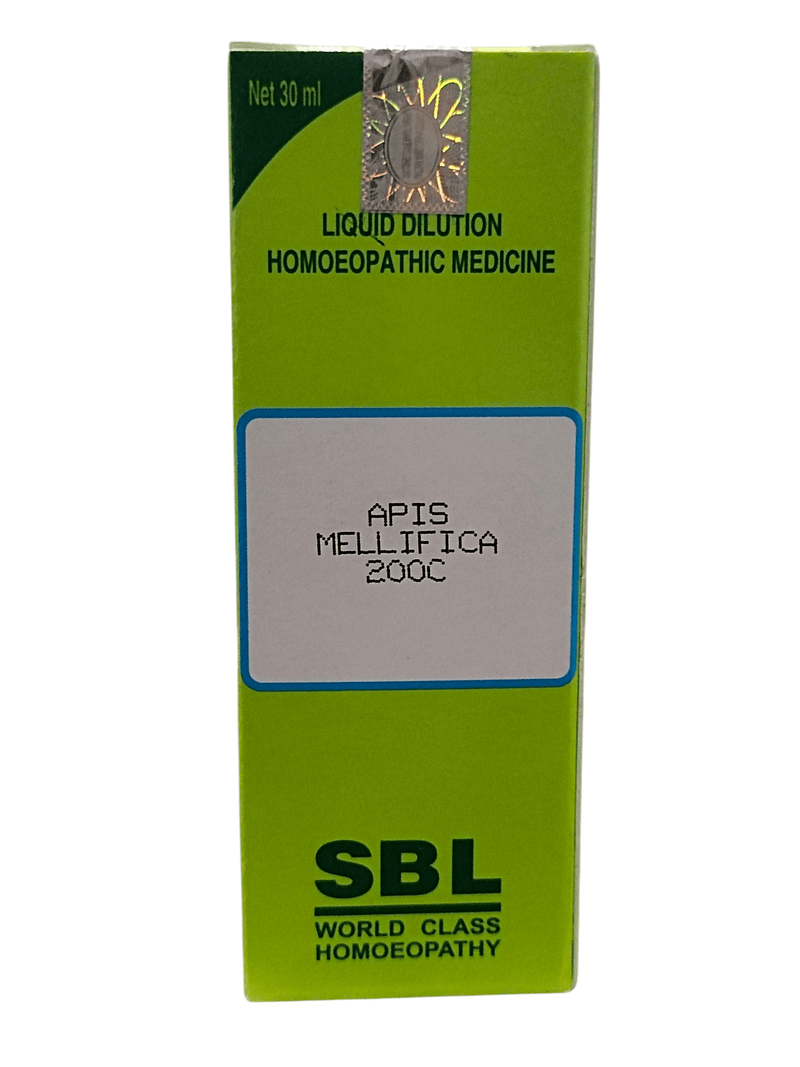 Net 30 ml
LIQUID DILUTION
HOMOEOPATHIC MEDICINE
APIS
MELLIFICA
200C
SBL
WORLD CLASS
HOMOEOPATHY